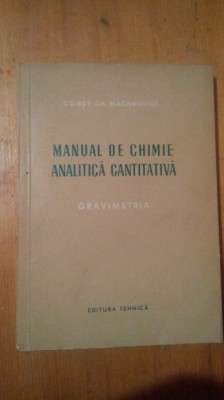 CONST. GH. MACAROVICI
MANUAL DE CHIMIE
ANALITICĂ CANTITATIVĂ
GRAVIMETRIA
EDITURA TEHNICĂ